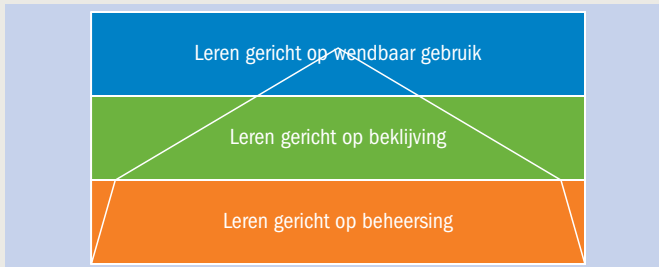 Leren gericht op wendbaar gebruik
Leren gericht op beklijving
Leren gericht op beheersing